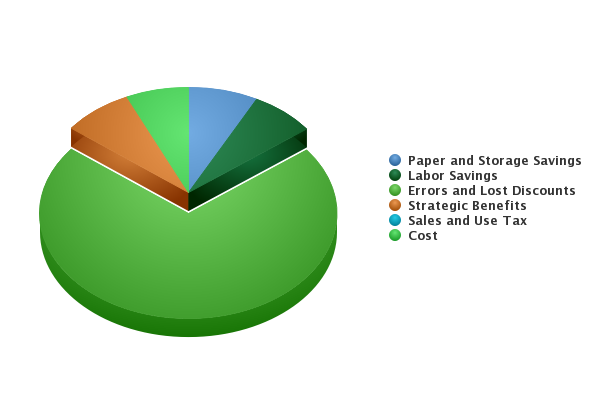 Paper and Storage Savings
Labor Savings
Errors and Lost Discounts
Strategic Benefits
Sales and Use Tax
Cost